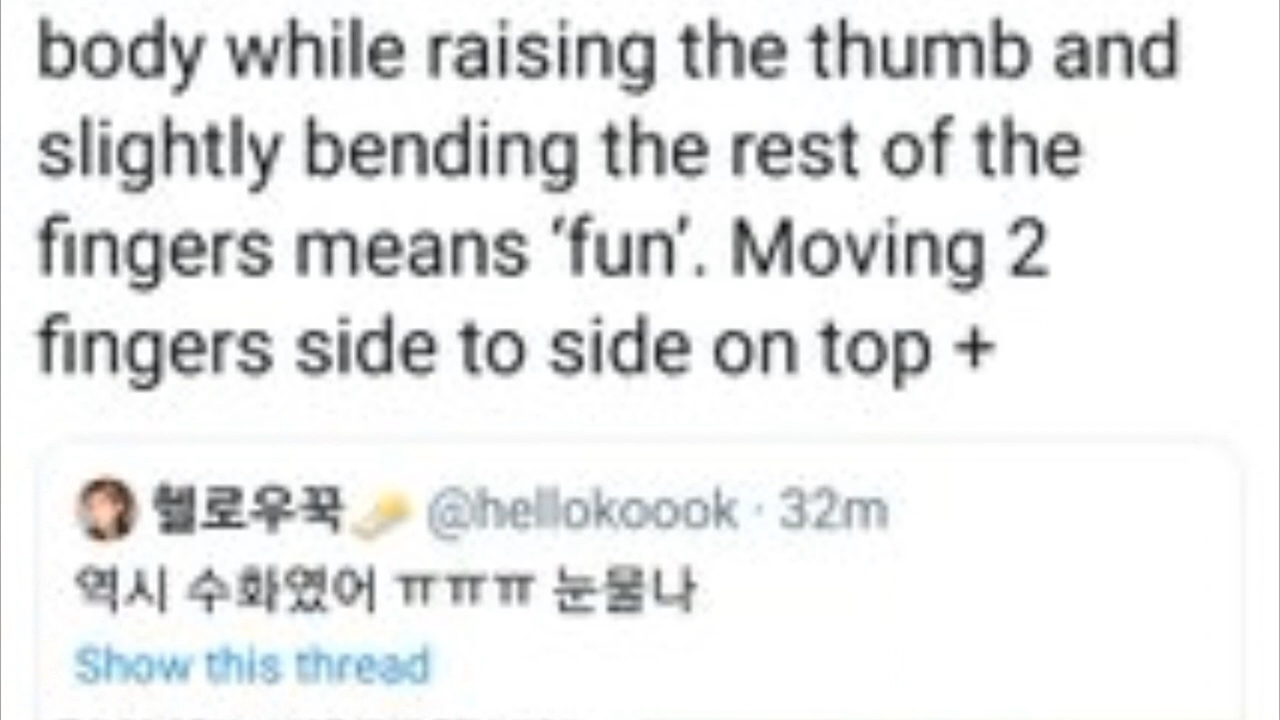 body while raising the thumb and
slightly bending the rest of the
fingers means ‘fun’. Moving 2
fingers side to side on top +
헬로우꾹 @hellokoook · 32m
역시 수화였어 ㅠㅠㅠ 눈물나
Show this thread